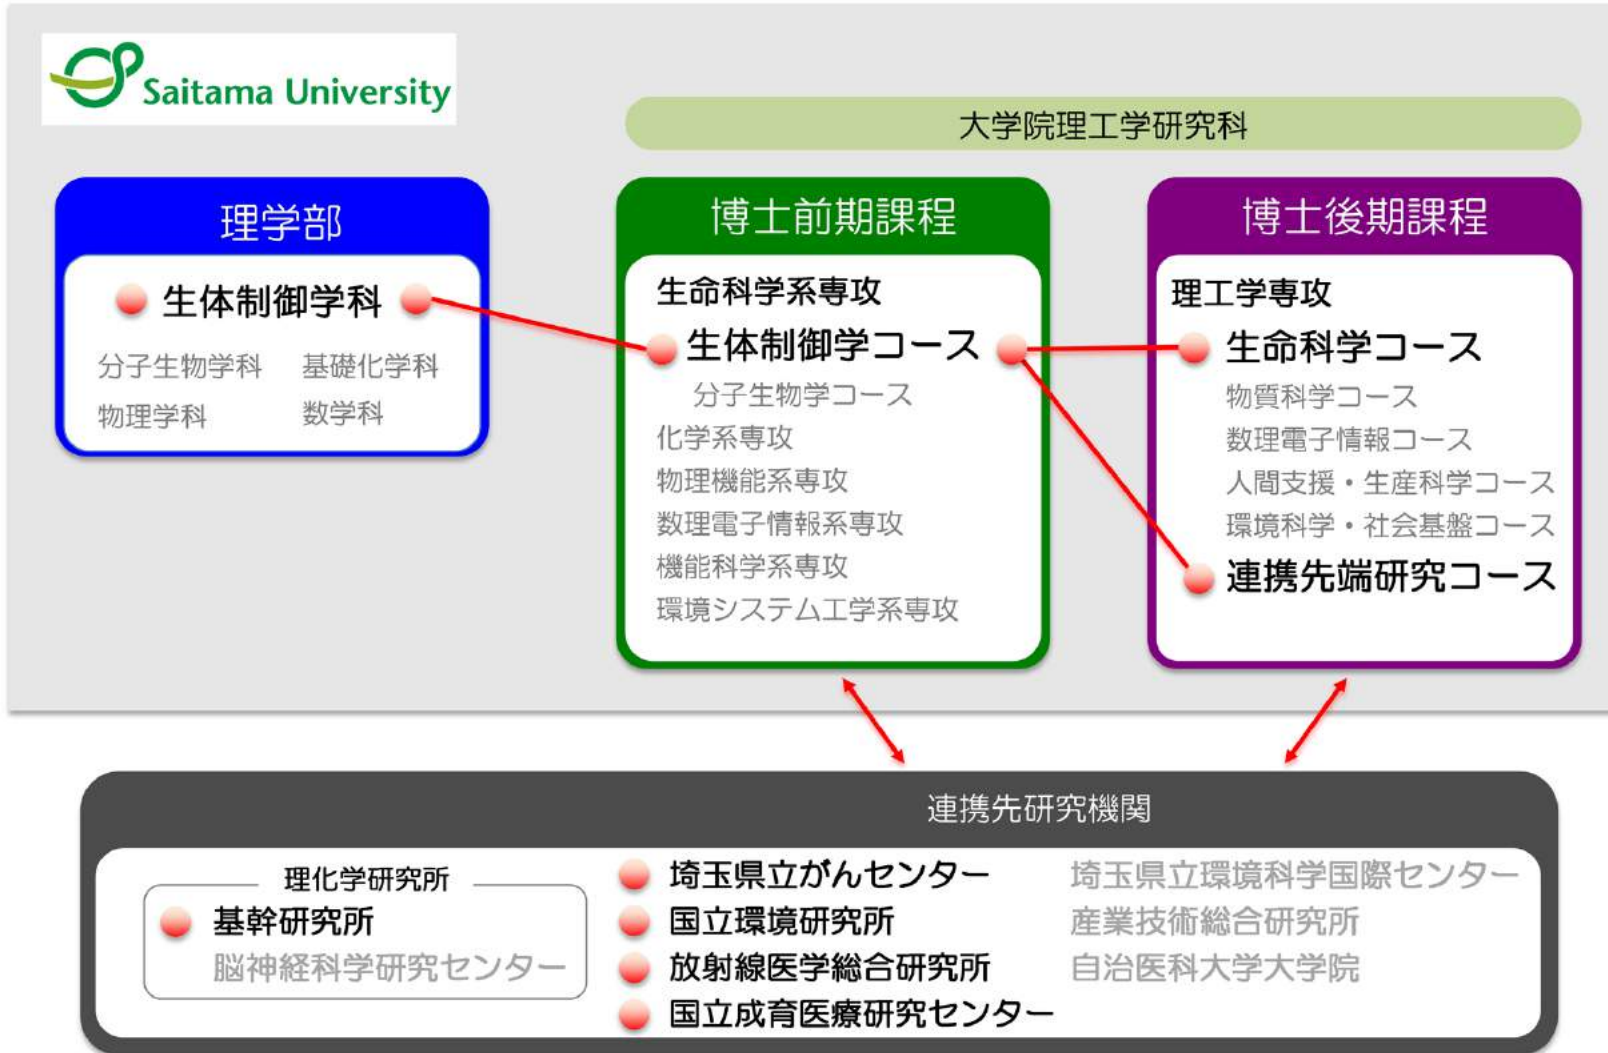 Saitama University
大学院理工学研究科
理学部
生体制御学科
分子生物学科 基礎化学科
物理学科 数学科
博士前期課程
生命科学系専攻
生体制御学コース
分子生物学コース
化学系専攻
物理機能系専攻
数理電子情報系専攻
機能科学系専攻
環境システム工学系専攻
博士後期課程
理工学専攻
生命科学コース
物質科学コース
数理電子情報コース
人間支援・生産科学コース
環境科学・社会基盤コース
連携先端研究コース
連携先研究機関
理化学研究所
基幹研究所
脳神経科学研究センター
埼玉県立がんセンター
国立環境研究所
放射線医学総合研究所
国立成育医療研究センター
埼玉県立環境科学国際センター
産業技術総合研究所
自治医科大学大学院